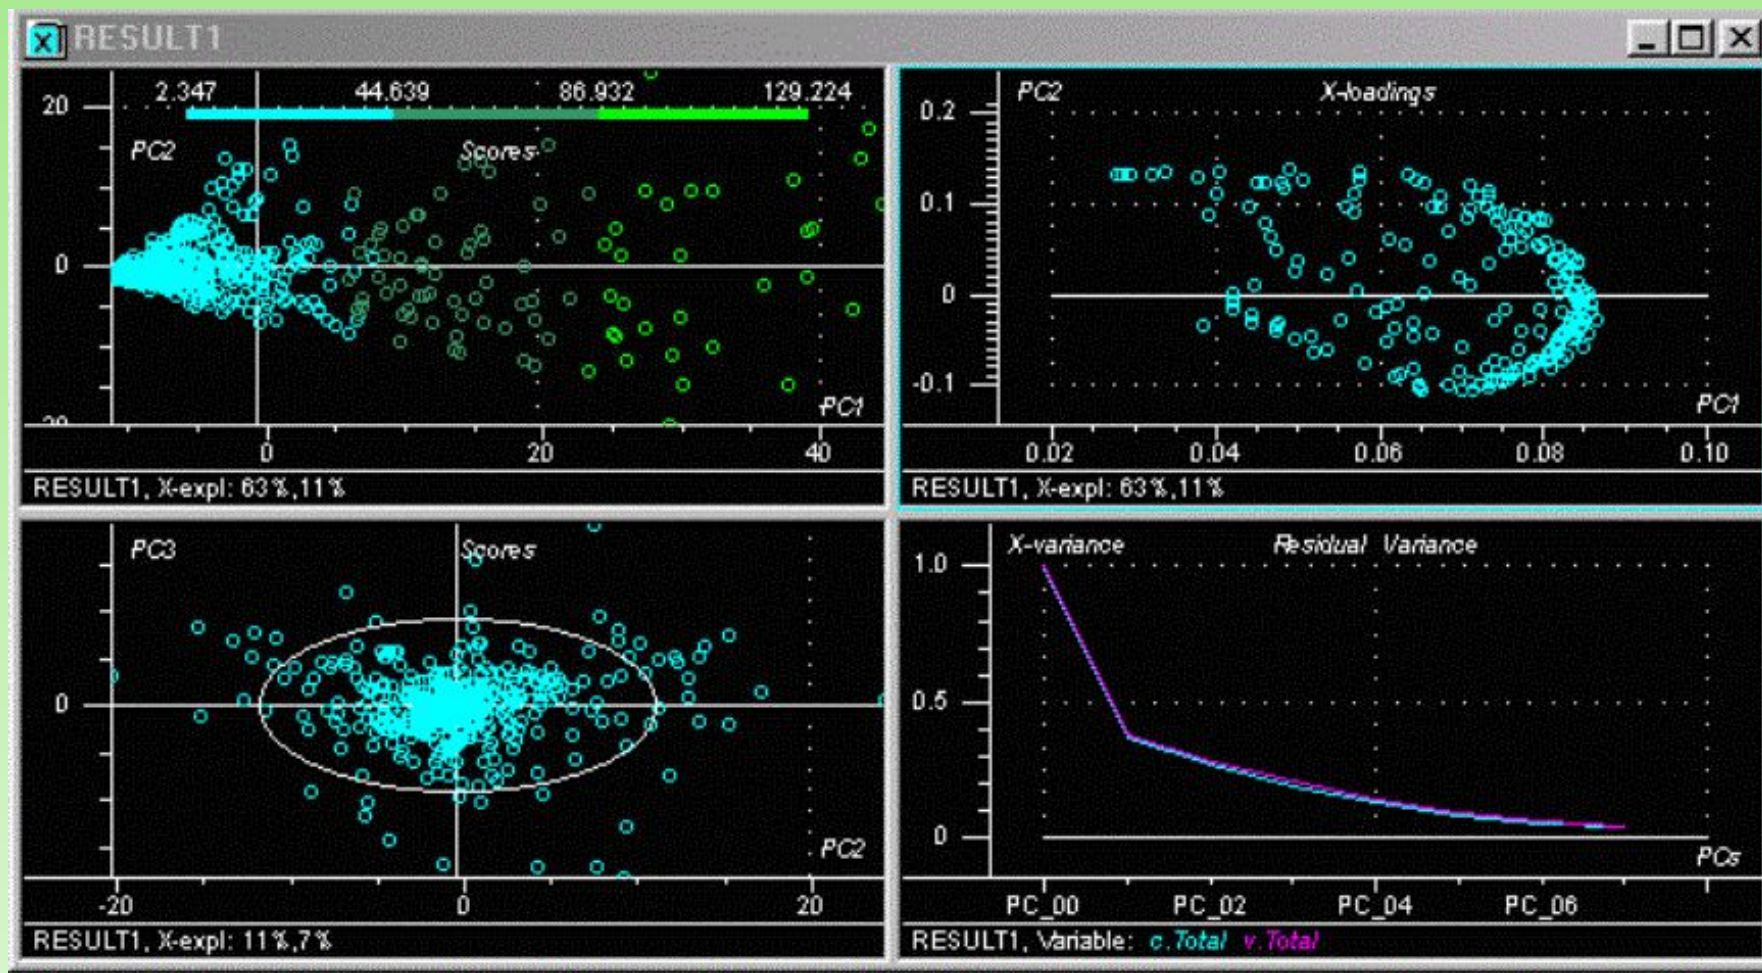 RESULT1
2.347 44.639 86.932 129.224
20
PC2 Scores
0
PC1
0 20 40
RESULT1, X-expl: 63%,11%
PC2 X-loadings
0.2
0.1
0
-0.1
PC1
0.02 0.04 0.06 0.08 0.10
RESULT1, X-expl: 63%,11%
PC3 Scores
0
PC2
-20 0 20
RESULT1, X-expl: 11%,7%
X-variance Residual Variance
1.0
0.5
0
PCs
PC_00 PC_02 PC_04 PC_06
RESULT1, Variable: c.Total v.Total